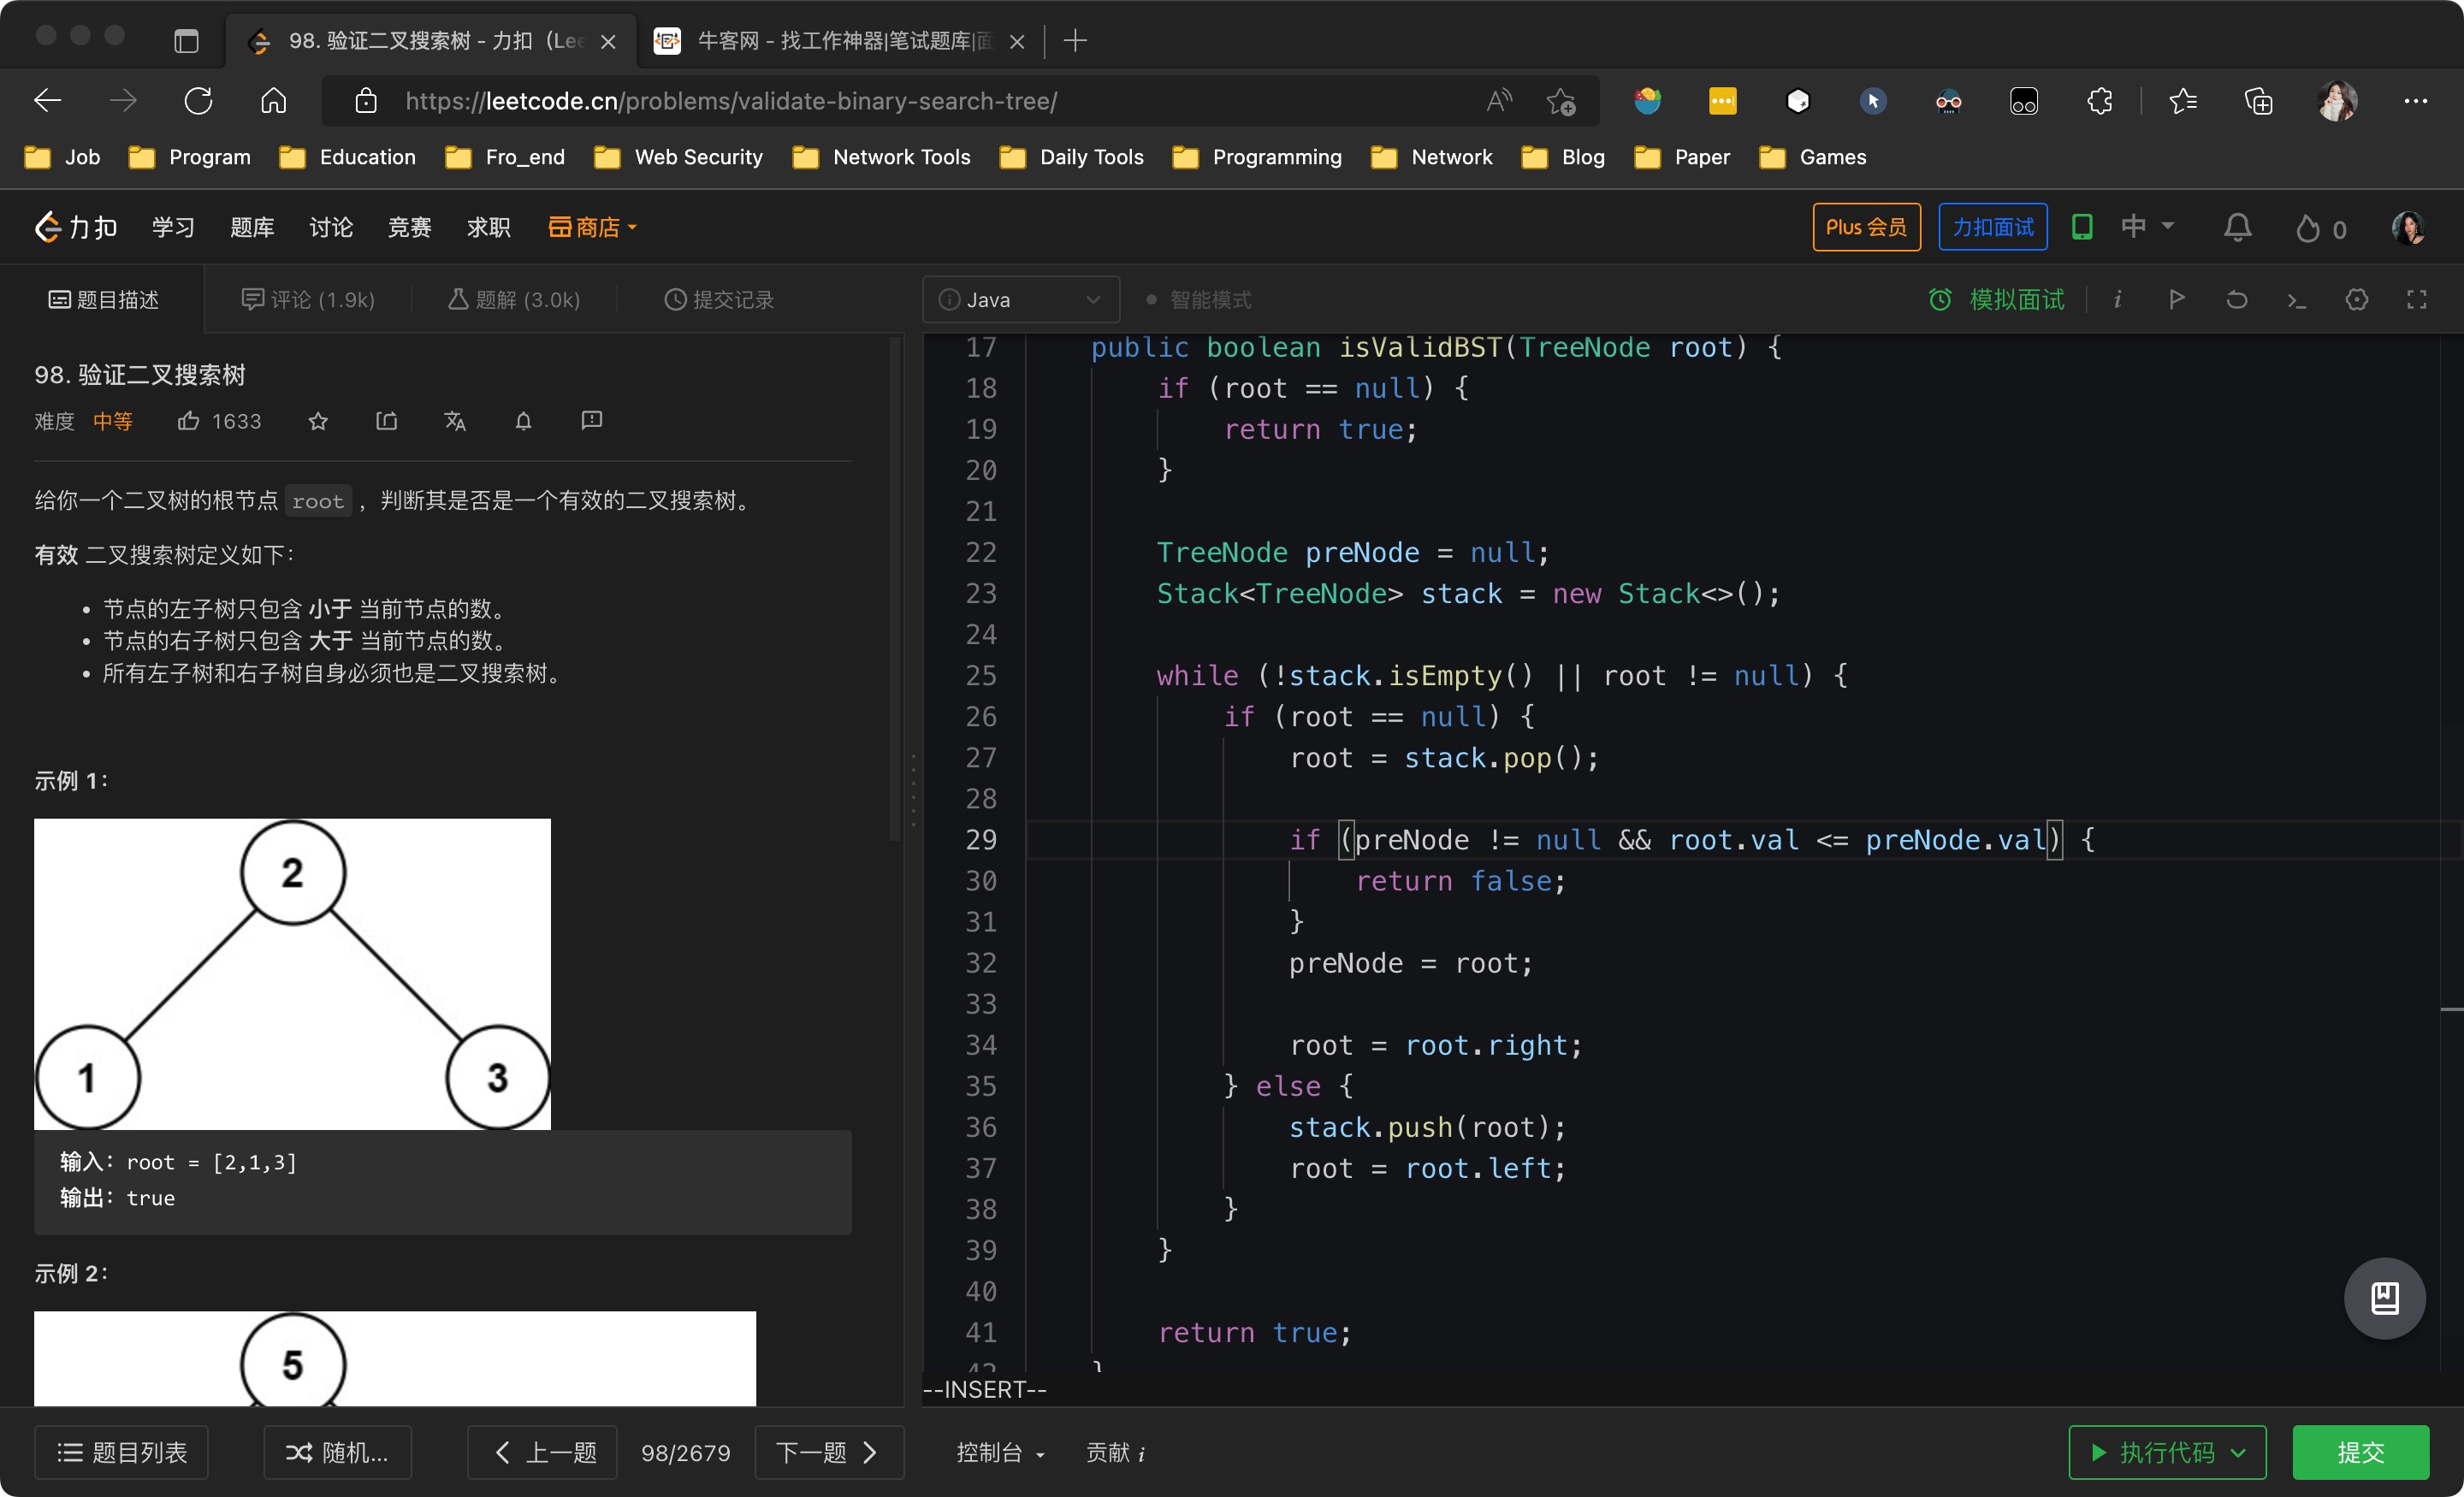 98. 验证二叉搜索树 - 力扣（Lee
牛客网 - 找工作神器|笔试题库|面
https://leetcode.cn/problems/validate-binary-search-tree/
Job
Program
Education
Fro_end
Web Security
Network Tools
Daily Tools
Programming
Network
Blog
Paper
Games
力扣
学习
题库
讨论
竞赛
求职
商店
Plus 会员
力扣面试
中
0
题目描述
评论 (1.9k)
题解 (3.0k)
提交记录
98. 验证二叉搜索树
难度 中等 1633
给你一个二叉树的根节点 root ，判断其是否是一个有效的二叉搜索树。
有效 二叉搜索树定义如下：
节点的左子树只包含 小于 当前节点的数。
节点的右子树只包含 大于 当前节点的数。
所有左子树和右子树自身必须也是二叉搜索树。
示例 1：
2
1
3
输入：root = [2,1,3]
输出：true
示例 2：
5
Java
智能模式
模拟面试
17 public boolean isValidBST(TreeNode root) {
18 if (root == null) {
19 return true;
20 }
21
22 TreeNode preNode = null;
23 Stack<TreeNode> stack = new Stack<>();
24
25 while (!stack.isEmpty() || root != null) {
26 if (root == null) {
27 root = stack.pop();
28
29 if (preNode != null && root.val <= preNode.val) {
30 return false;
31 }
32 preNode = root;
33
34 root = root.right;
35 } else {
36 stack.push(root);
37 root = root.left;
38 }
39 }
40
41 return true;
42 }
--INSERT--
题目列表
随机...
上一题
98/2679
下一题
控制台
贡献 i
执行代码
提交